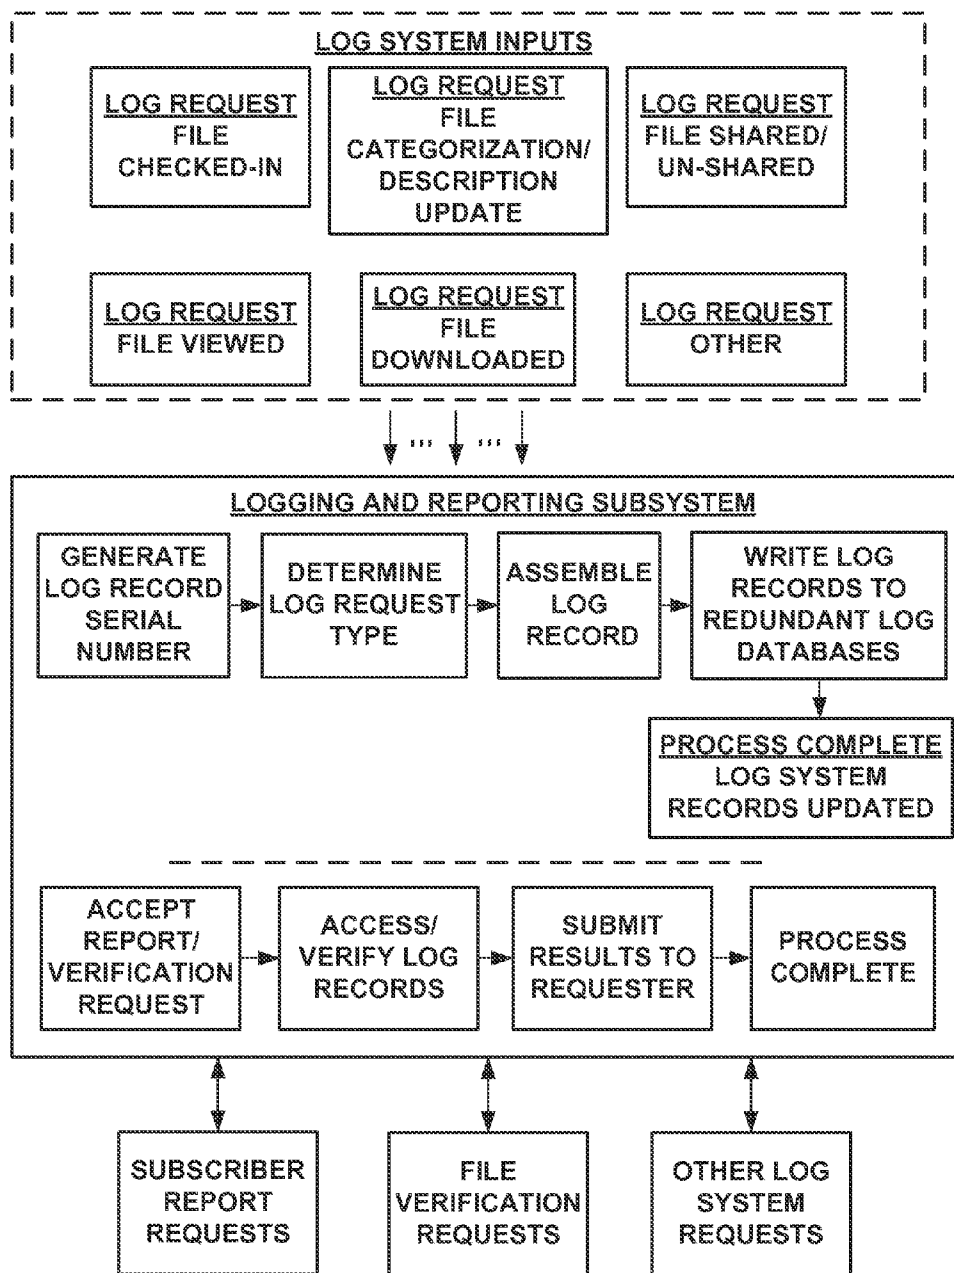 LOG SYSTEM INPUTS
LOG REQUEST
FILE
CHECKED-IN
LOG REQUEST
FILE
CATEGORIZATION/
DESCRIPTION
UPDATE
LOG REQUEST
FILE SHARED/
UN-SHARED
LOG REQUEST
FILE VIEWED
LOG REQUEST
FILE
DOWNLOADED
LOG REQUEST
OTHER
... ...
LOGGING AND REPORTING SUBSYSTEM
GENERATE
LOG RECORD
SERIAL
NUMBER
DETERMINE
LOG REQUEST
TYPE
ASSEMBLE
LOG
RECORD
WRITE LOG
RECORDS TO
REDUNDANT LOG
DATABASES
PROCESS COMPLETE
LOG SYSTEM
RECORDS UPDATED
ACCEPT
REPORT/
VERIFICATION
REQUEST
ACCESS/
VERIFY LOG
RECORDS
SUBMIT
RESULTS TO
REQUESTER
PROCESS
COMPLETE
SUBSCRIBER
REPORT
REQUESTS
FILE
VERIFICATION
REQUESTS
OTHER LOG
SYSTEM
REQUESTS